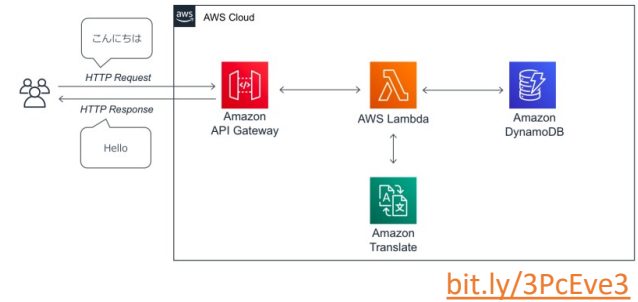 aws
AWS Cloud
こんにちは
HTTP Request
HTTP Response
Hello
Amazon
API Gateway
AWS Lambda
Amazon
DynamoDB
Amazon
Translate
bit.ly/3PcEve3